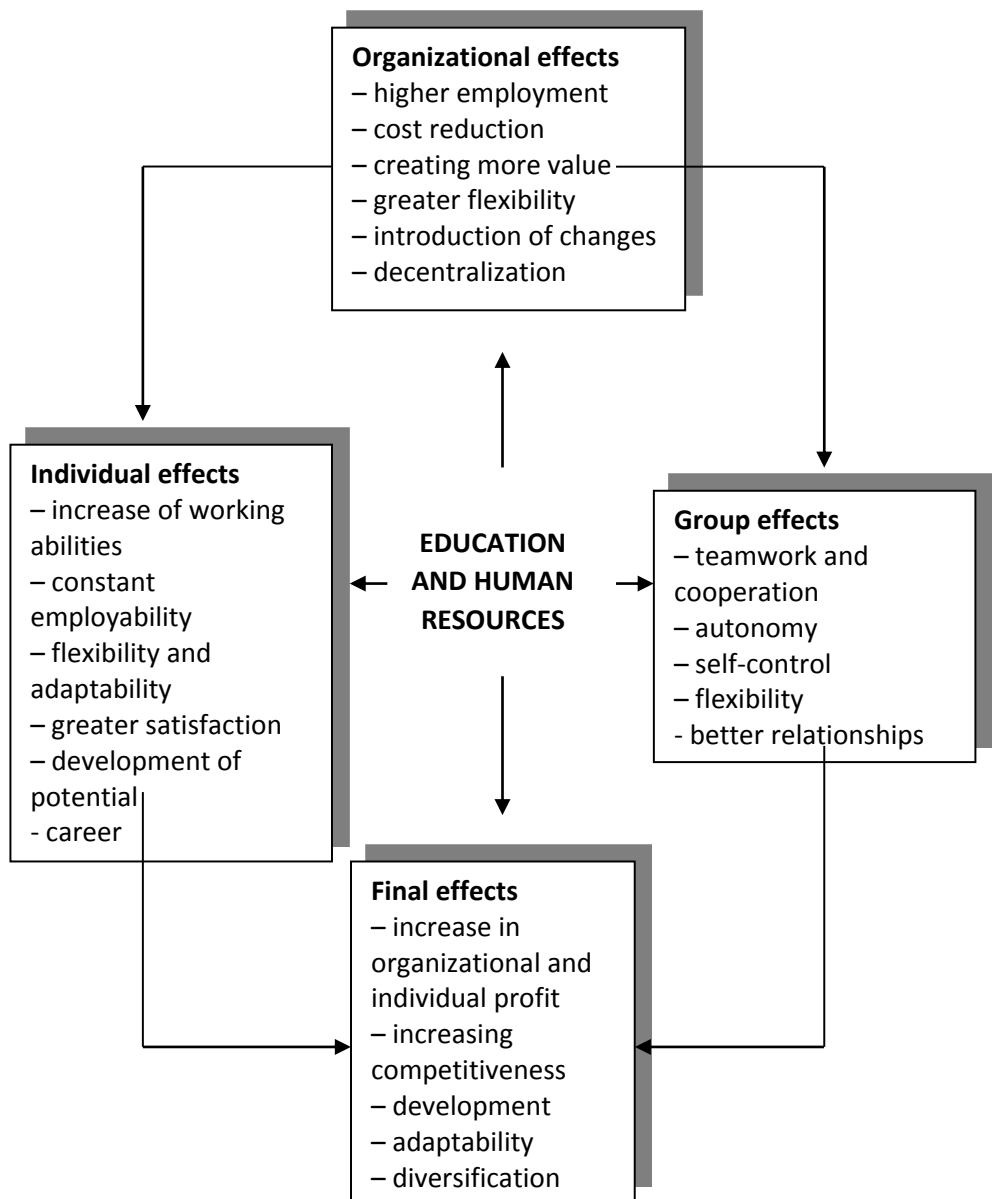 Organizational effects
– higher employment
– cost reduction
– creating more value
– greater flexibility
– introduction of changes
– decentralization
Individual effects
– increase of working
abilities
– constant
employability
– flexibility and
adaptability
– greater satisfaction
– development of
potential
- career
EDUCATION
AND HUMAN
RESOURCES
Group effects
– teamwork and
cooperation
– autonomy
– self-control
– flexibility
- better relationships
Final effects
– increase in
organizational and
individual profit
– increasing
competitiveness
– development
– adaptability
– diversification